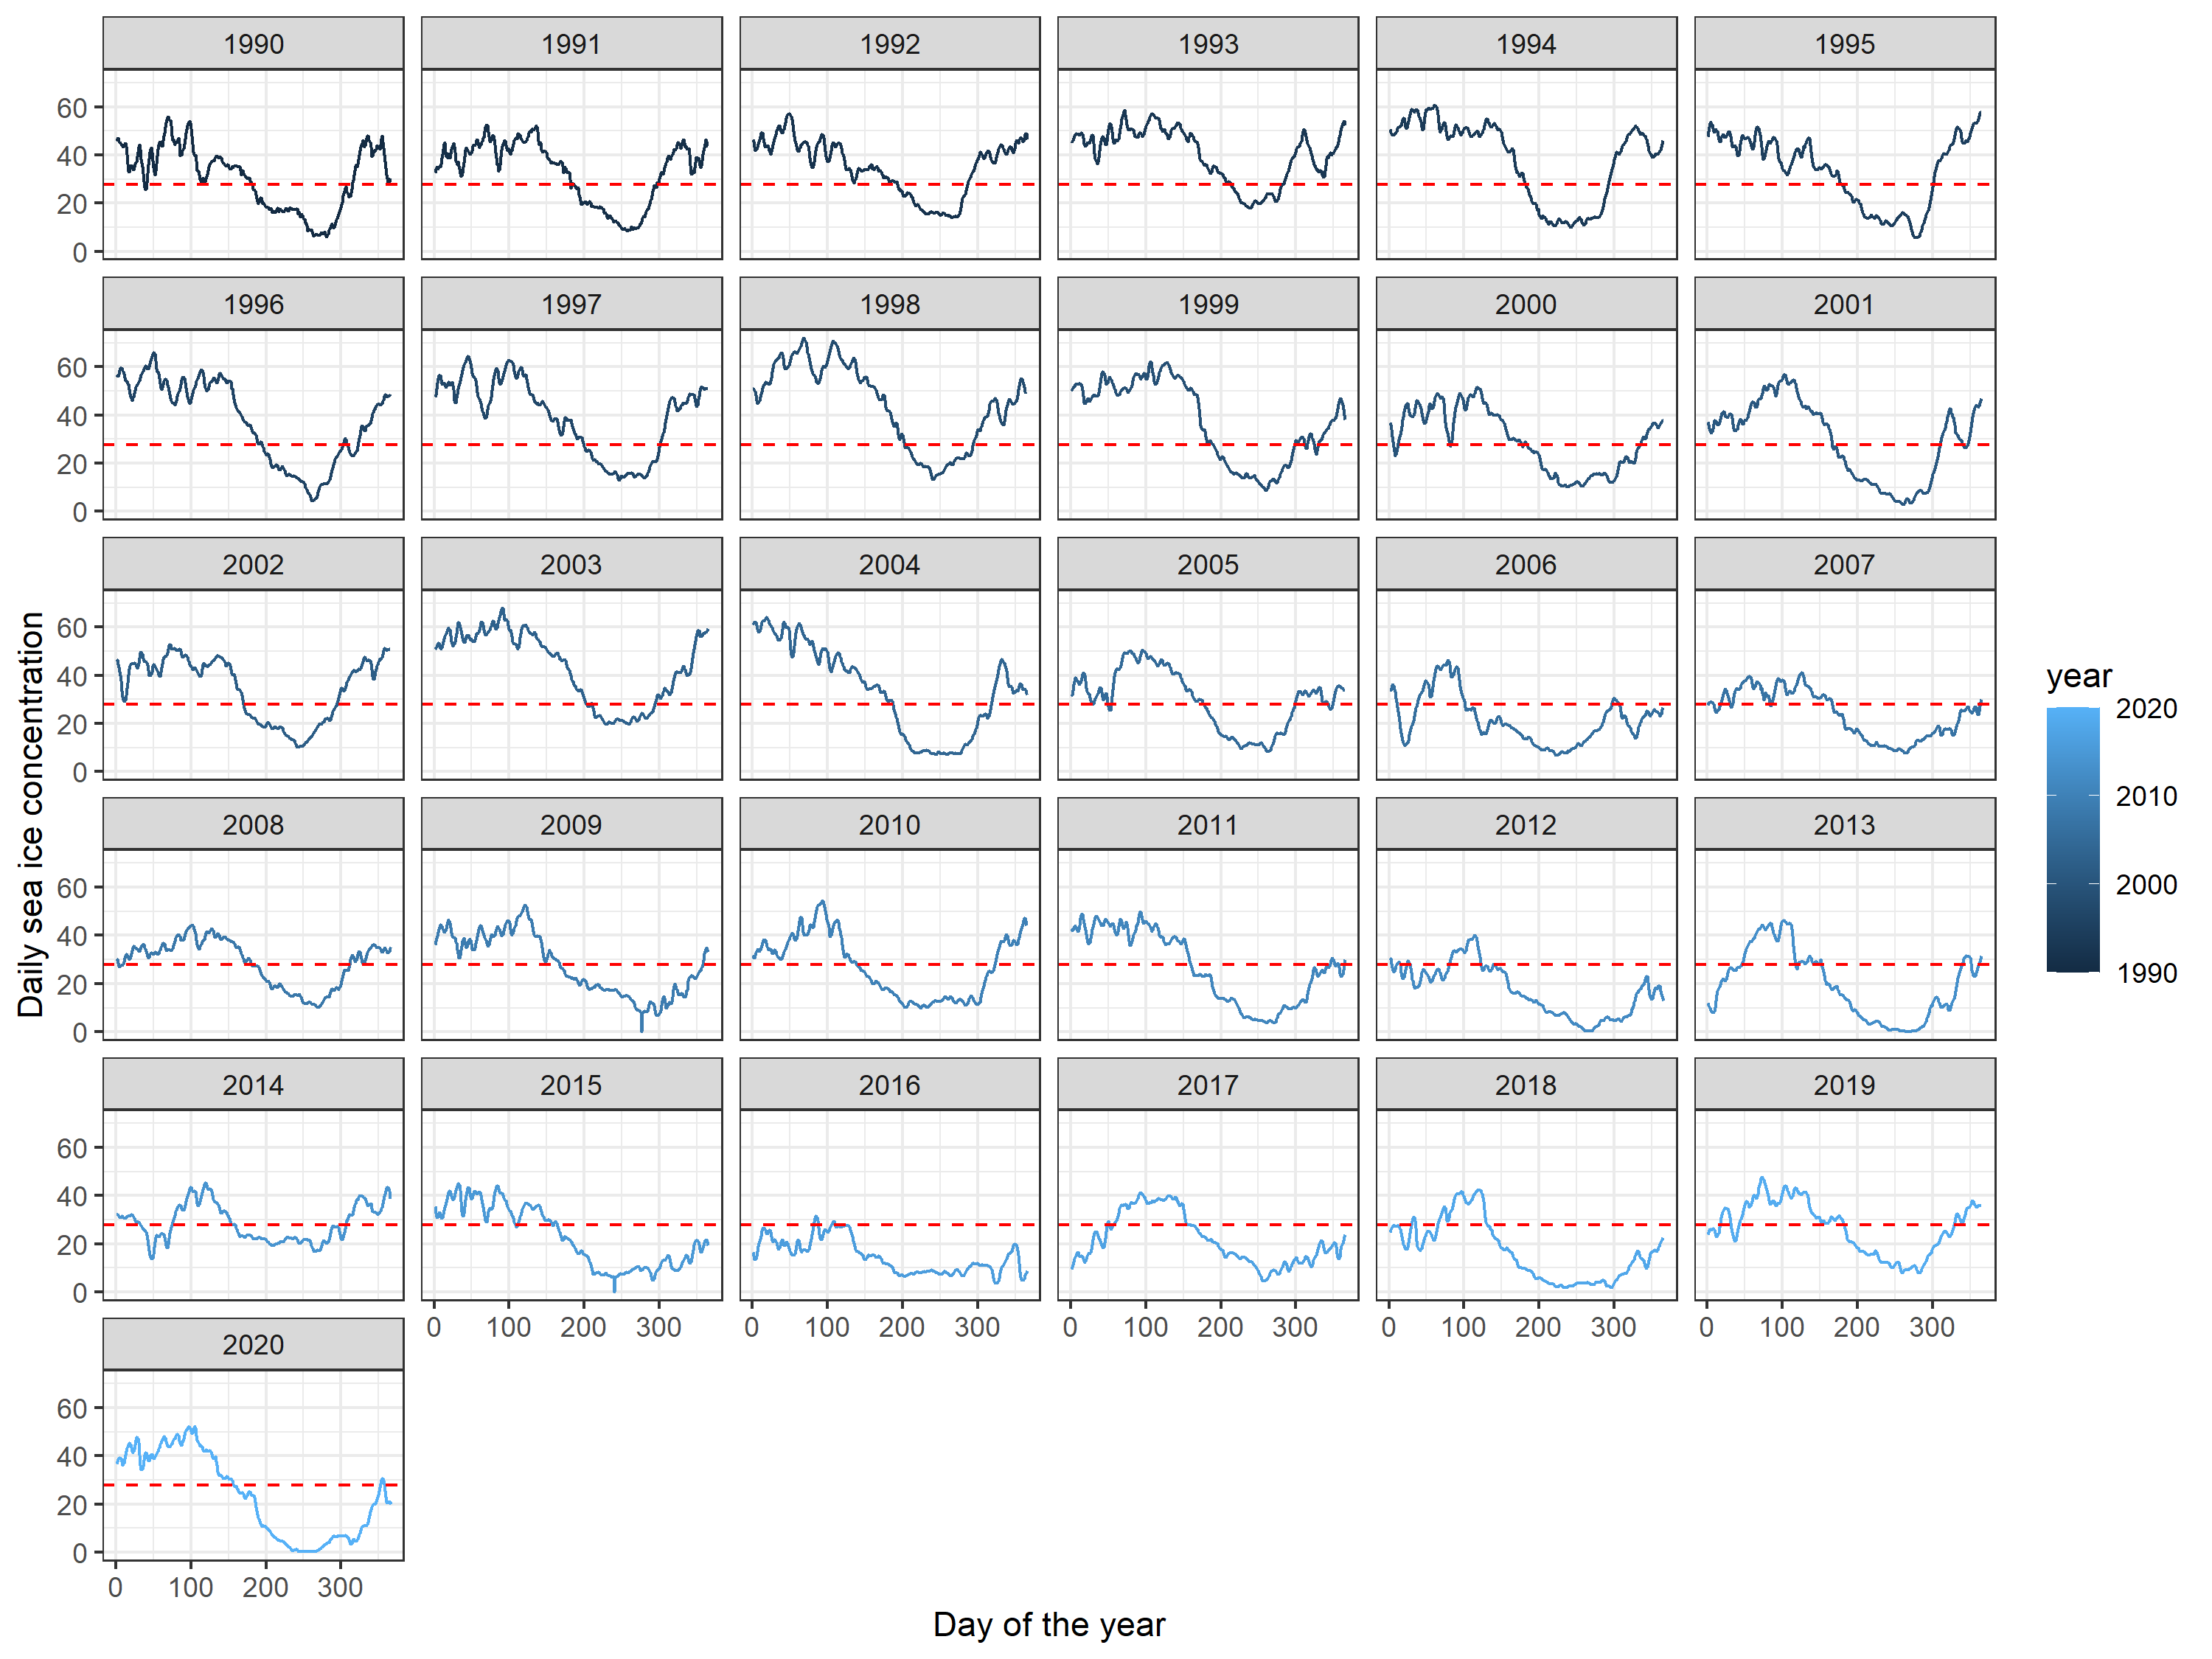 1990 1991 1992 1993 1994 1995
60
40
20
0
1996 1997 1998 1999 2000 2001
60
40
20
0
2002 2003 2004 2005 2006 2007
60
40
20
0
2008 2009 2010 2011 2012 2013
60
40
20
0
2014 2015 2016 2017 2018 2019
60
40
20
0
0 100 200 300 0 100 200 300 0 100 200 300 0 100 200 300 0 100 200 300
2020
60
40
20
0
0 100 200 300
Day of the year
Daily sea ice concentration
year
2020
2010
2000
1990